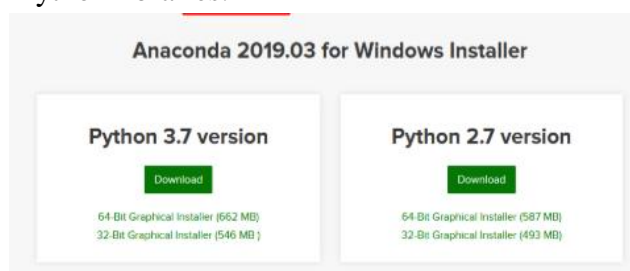 Anaconda 2019.03 for Windows Installer
Python 3.7 version
Download
64-Bit Graphical Installer (662 MB)
32-Bit Graphical Installer (546 MB )
Python 2.7 version
Download
64-Bit Graphical Installer (587 MB)
32-Bit Graphical Installer (493 MB)